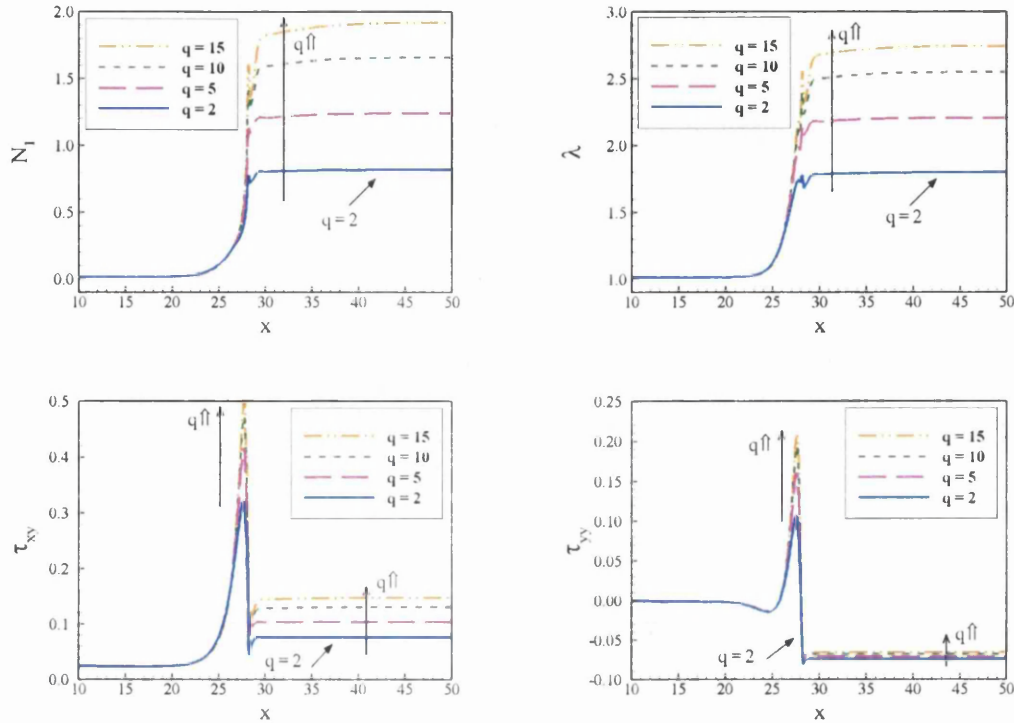 2.0
1.5
1.0
0.5
0.0
N₁
q = 15
q = 10
q = 5
q = 2
q⇑
q = 2
10 15 20 25 30 35 40 45 50
x
3.0
2.5
2.0
1.5
1.0
λ
q = 15
q = 10
q = 5
q = 2
q⇑
q = 2
10 15 20 25 30 35 40 45 50
x
0.5
0.4
0.3
0.2
0.1
0.0
τxy
q⇑
q = 15
q = 10
q = 5
q = 2
q⇑
q = 2
10 15 20 25 30 35 40 45 50
x
0.25
0.20
0.15
0.10
0.05
0.00
-0.05
-0.10
τyy
q⇑
q = 15
q = 10
q = 5
q = 2
q = 2
q⇑
10 15 20 25 30 35 40 45 50
x